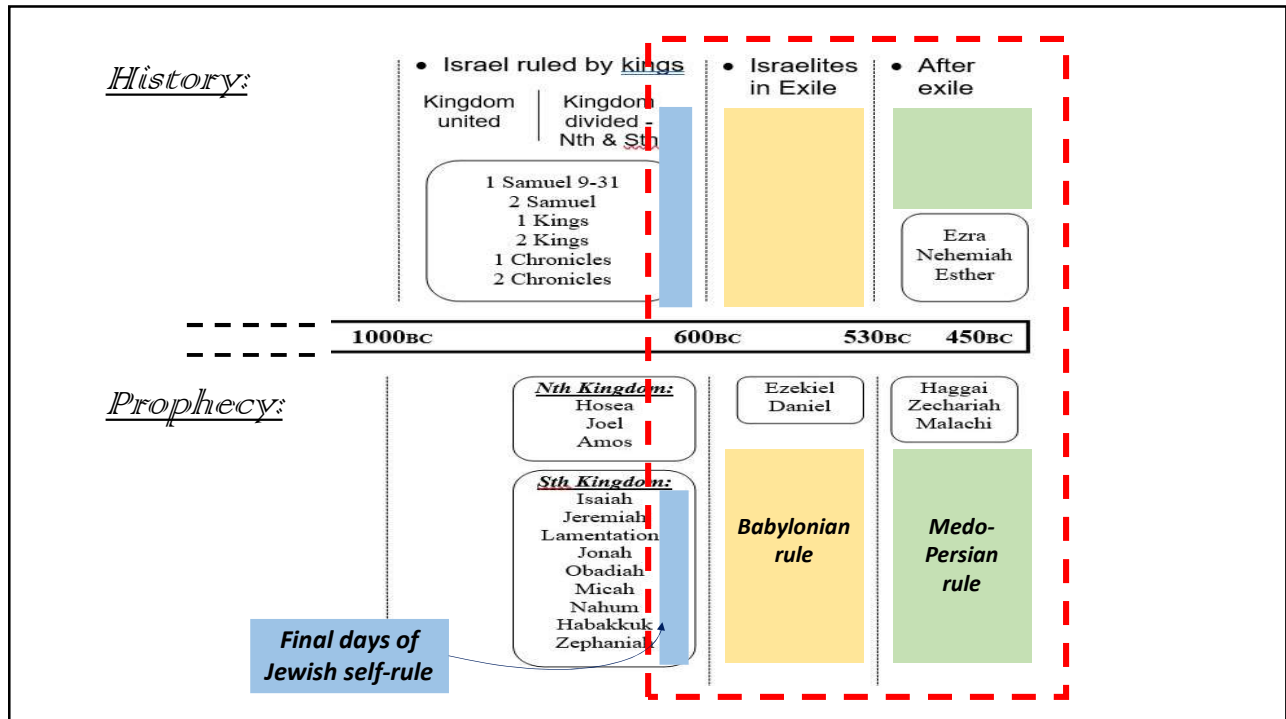 History:
• Israel ruled by kings
Kingdom
united
Kingdom
divided -
Nth & Sth
1 Samuel 9-31
2 Samuel
1 Kings
2 Kings
1 Chronicles
2 Chronicles
• Israelites
in Exile
• After
exile
Ezra
Nehemiah
Esther
1000BC
600BC
530BC
450BC
Prophecy:
Nth Kingdom:
Hosea
Joel
Amos
Sth Kingdom:
Isaiah
Jeremiah
Lamentation
Jonah
Obadiah
Micah
Nahum
Habakkuk
Zephaniah
Final days of
Jewish self-rule
Ezekiel
Daniel
Babylonian
rule
Haggai
Zechariah
Malachi
Medo-
Persian
rule